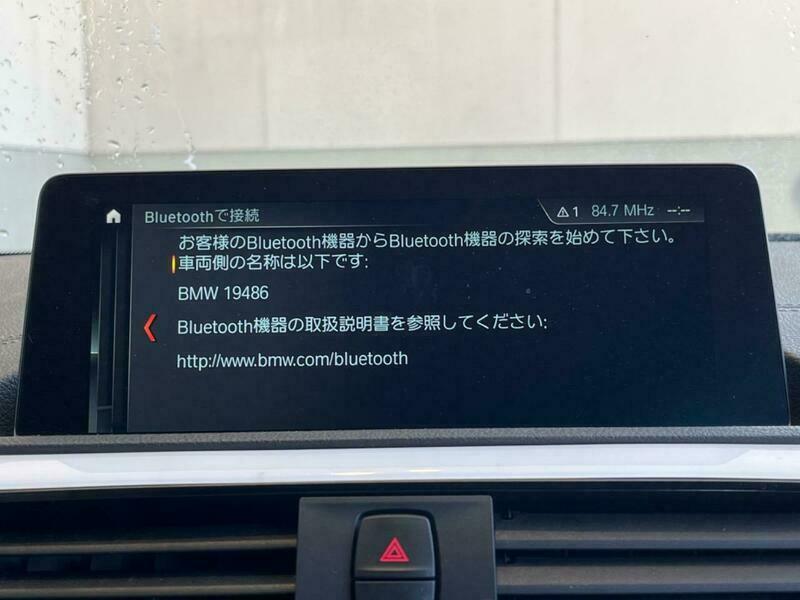 Bluetoothで接続
⚠1 84.7 MHz --:--
お客様のBluetooth機器からBluetooth機器の探索を始めて下さい。
車両側の名称は以下です:
BMW 19486
Bluetooth機器の取扱説明書を参照してください:
http://www.bmw.com/bluetooth